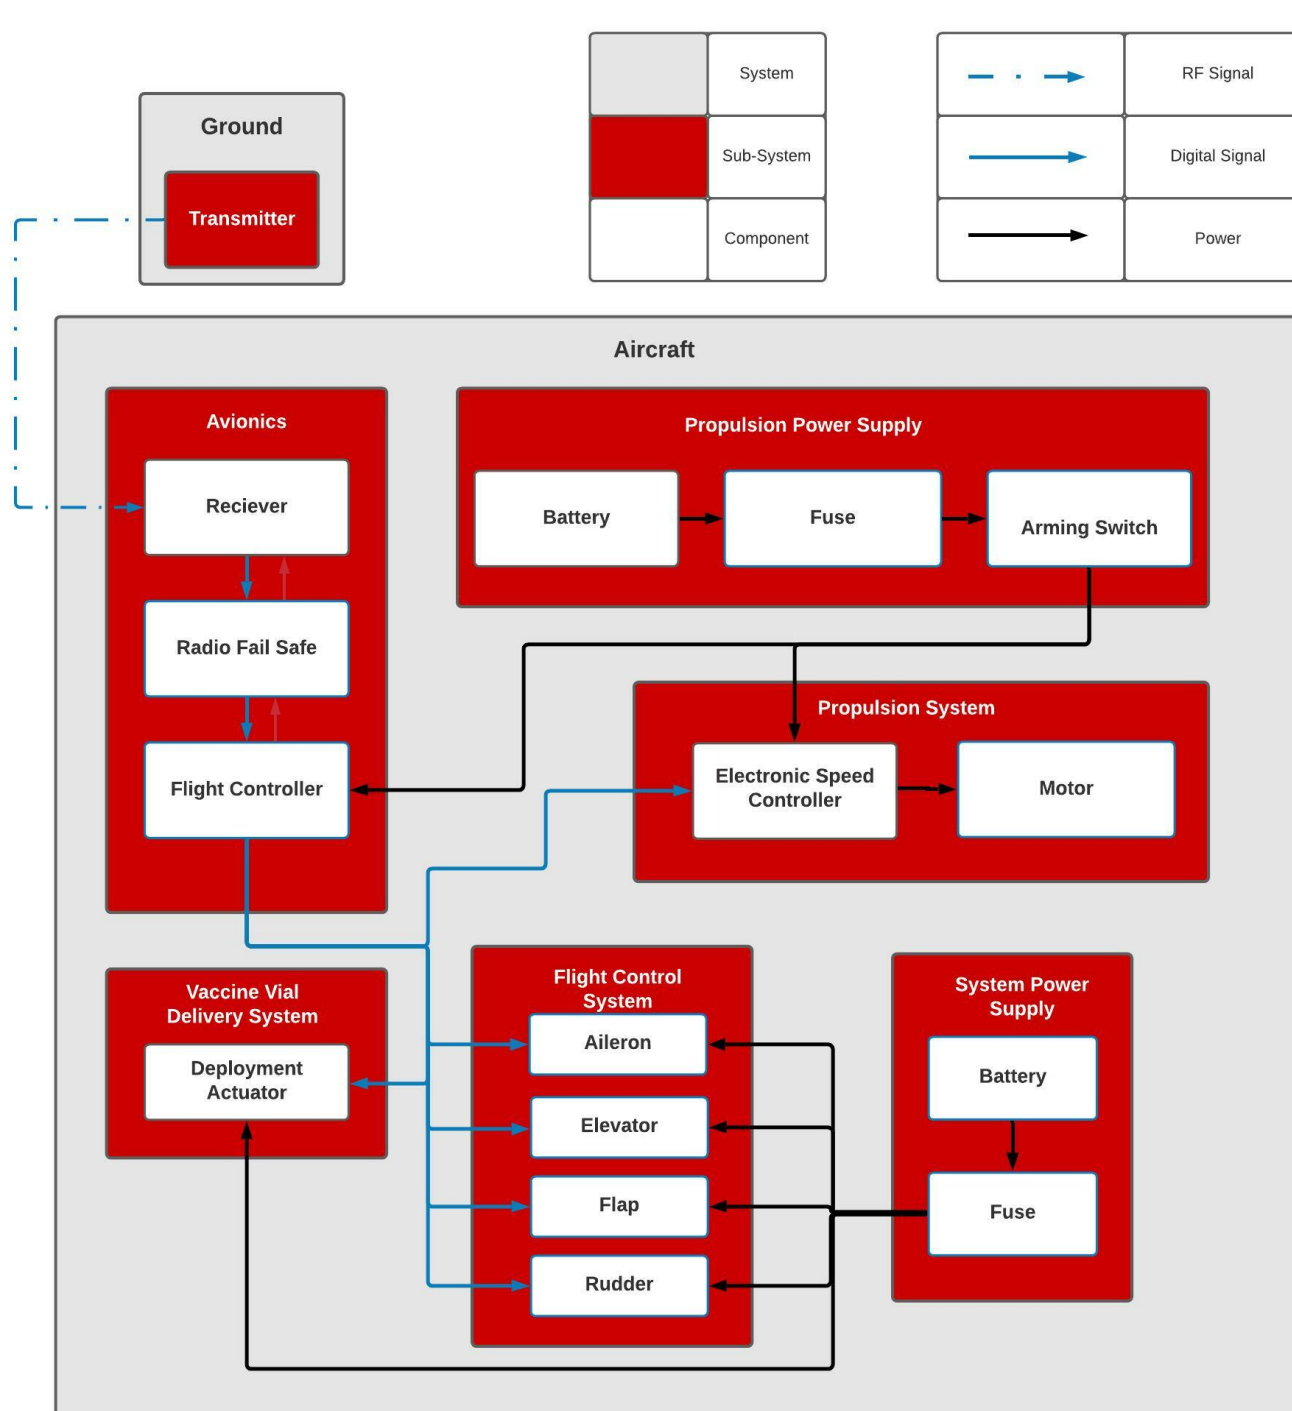 System
Sub-System
Component
RF Signal
Digital Signal
Power
Ground
Transmitter
Aircraft
Avionics
Reciever
Radio Fail Safe
Flight Controller
Propulsion Power Supply
Battery
Fuse
Arming Switch
Propulsion System
Electronic Speed
Controller
Motor
Vaccine Vial
Delivery System
Deployment
Actuator
Flight Control
System
Aileron
Elevator
Flap
Rudder
System Power
Supply
Battery
Fuse